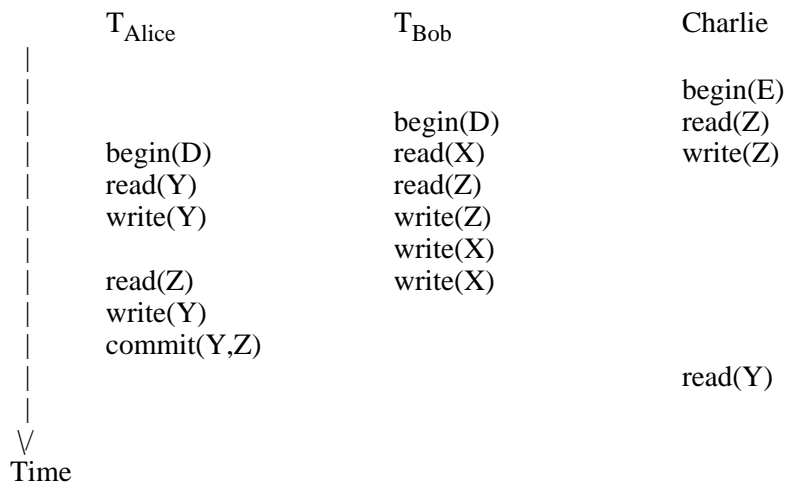 T_Alice T_Bob Charlie
begin(E)
begin(D) read(Z)
begin(D) read(X) write(Z)
read(Y) read(Z)
write(Y) write(Z)
write(X)
read(Z) write(X)
write(Y)
commit(Y,Z)
read(Y)
Time